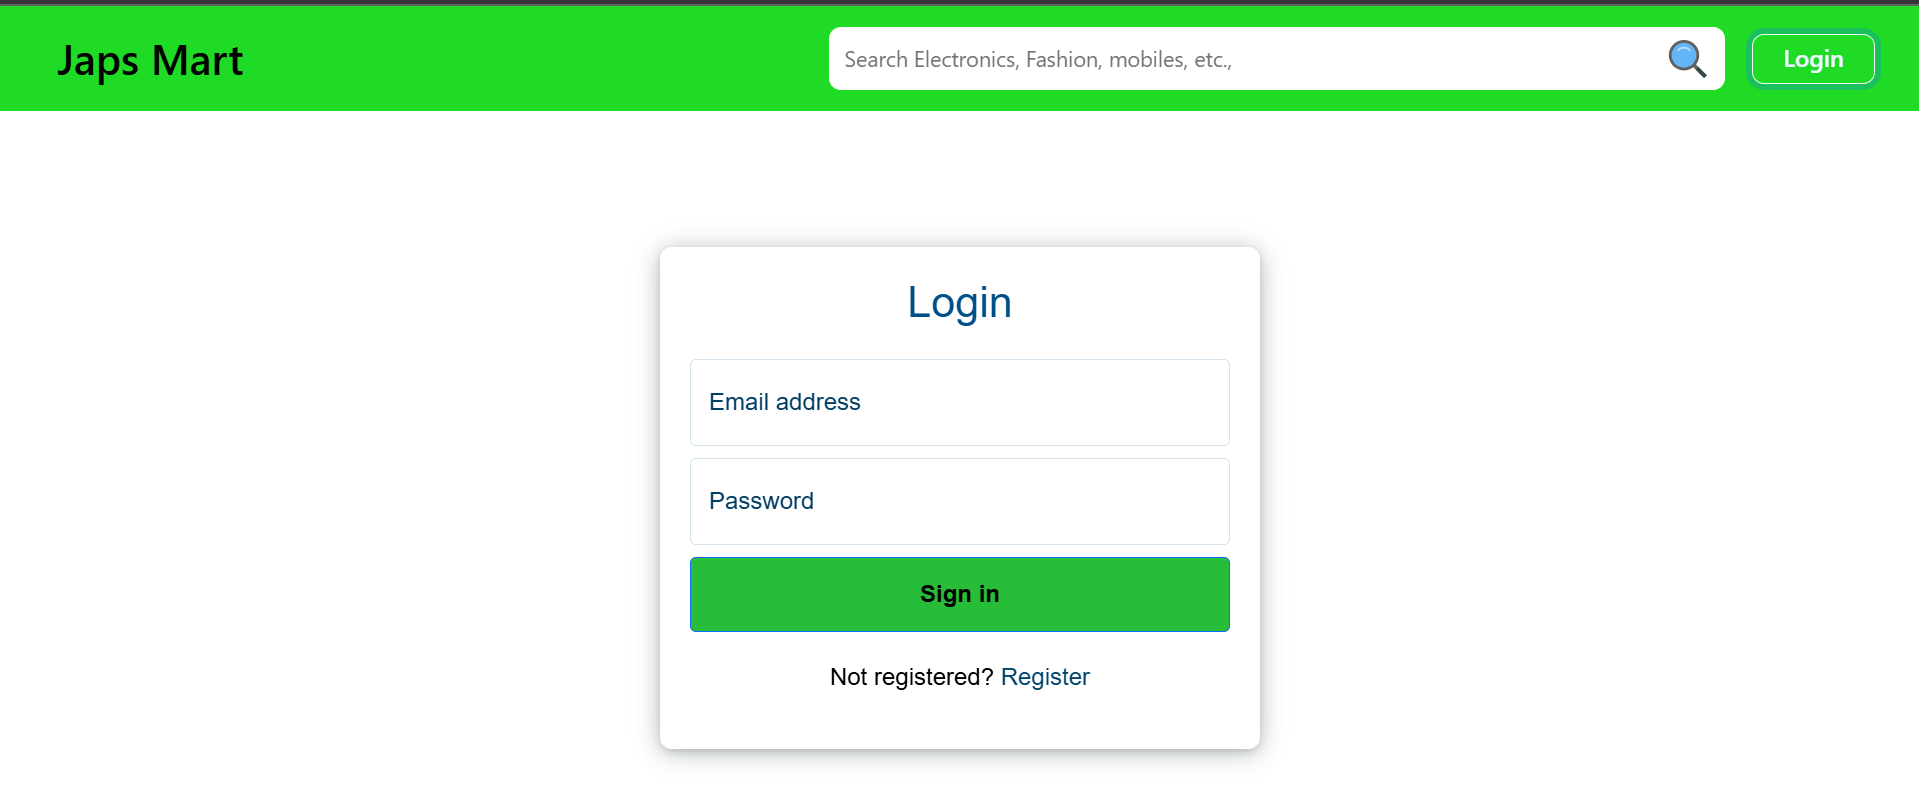 Japs Mart
Search Electronics, Fashion, mobiles, etc.,
Login
Login
Email address
Password
Sign in
Not registered? Register